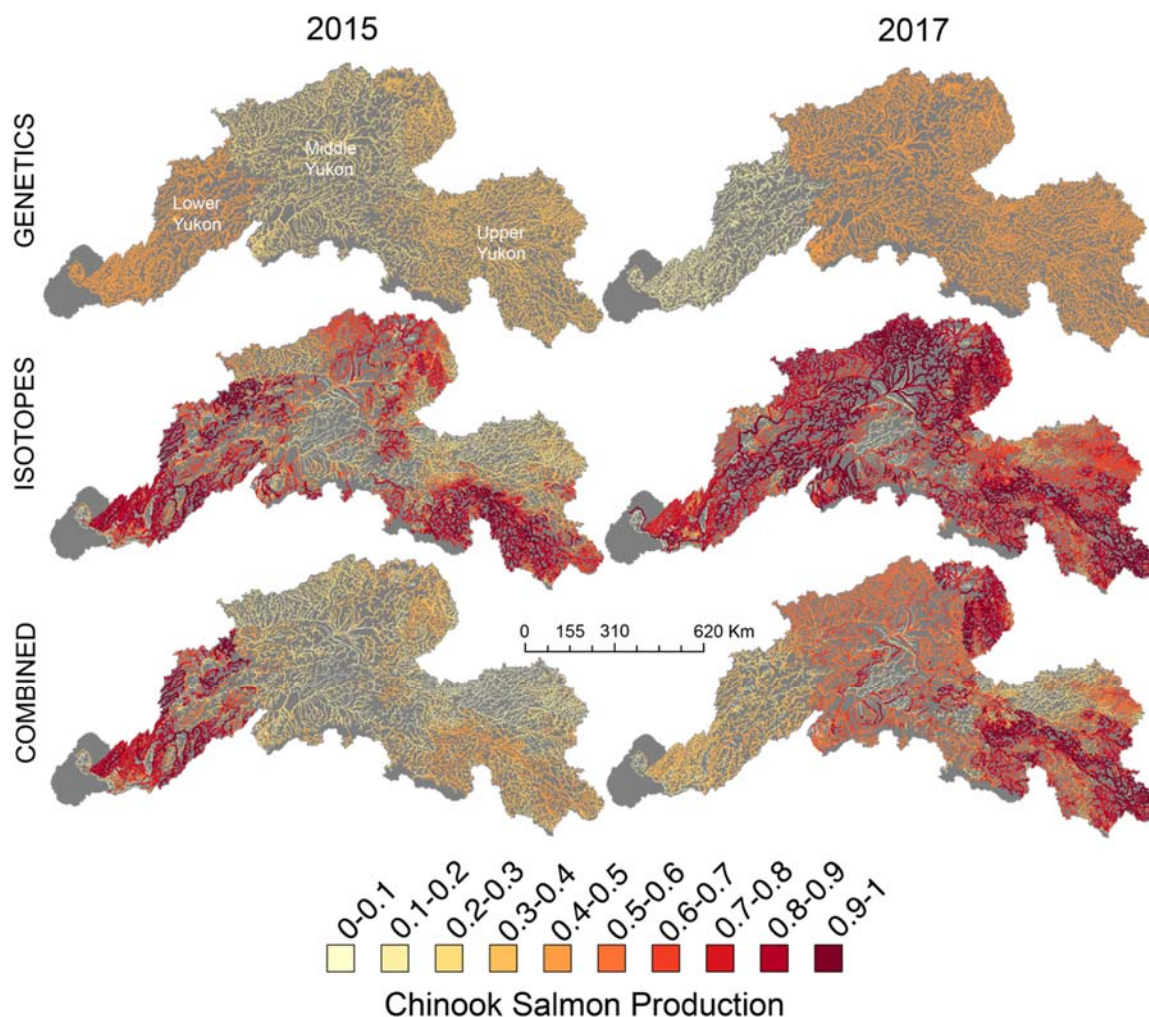 2015 2017
GENETICS
Middle
Yukon
Lower
Yukon
Upper
Yukon
ISOTOPES
0 155 310 620 Km
COMBINED
0-0.1 0.1-0.2 0.2-0.3 0.3-0.4 0.4-0.5 0.5-0.6 0.6-0.7 0.7-0.8 0.8-0.9 0.9-1
Chinook Salmon Production